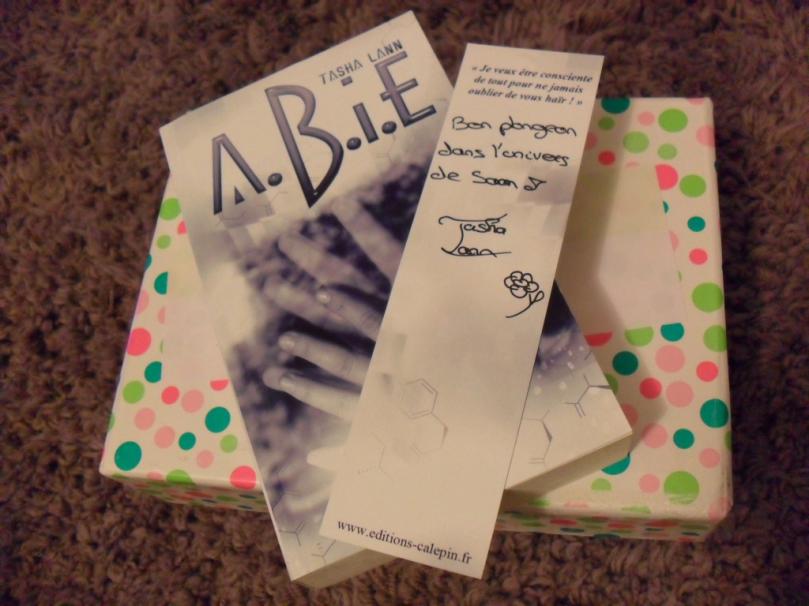 TASHA LANN
A.B.i.E
« Je veux être consciente
de tout pour ne jamais
oublier de vous haïr ! »
Bon plongeon
dans l'univers
de Saan
Tasha
Lann
www.editions-calepin.fr